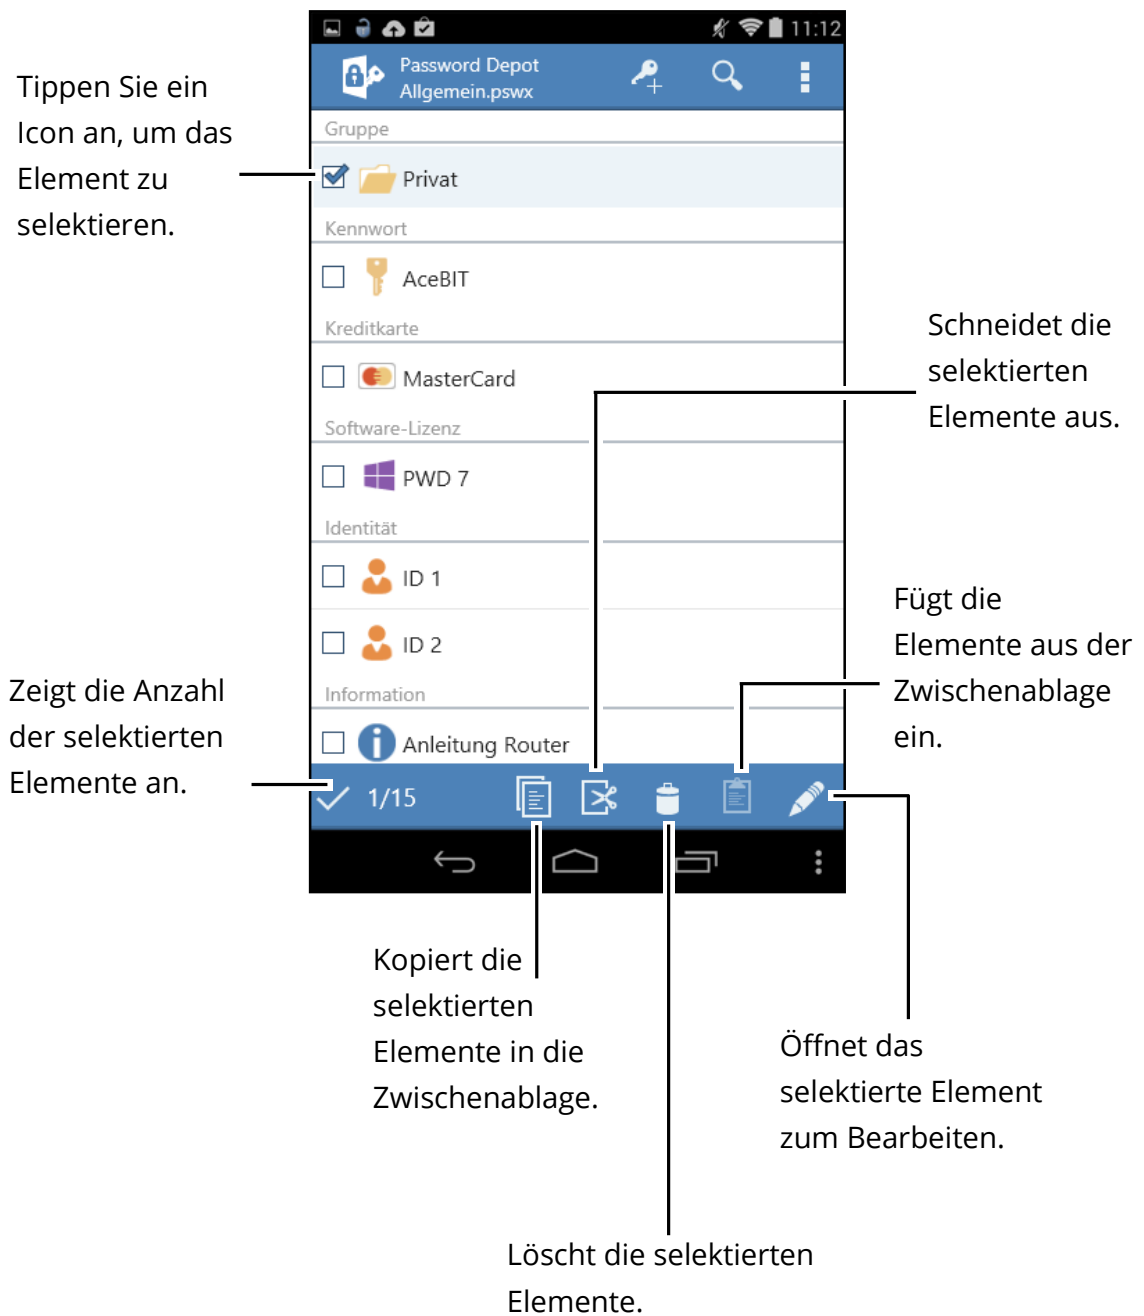 11:12
Password Depot
Allgemein.pswx
Tippen Sie ein
Icon an, um das
Element zu
selektieren.
Gruppe
Privat
Kennwort
AceBIT
Kreditkarte
MasterCard
Software-Lizenz
PWD 7
Identität
ID 1
ID 2
Information
Anleitung Router
1/15
Schneidet die
selektierten
Elemente aus.
Fügt die
Elemente aus der
Zwischenablage
ein.
Zeigt die Anzahl
der selektierten
Elemente an.
Kopiert die
selektierten
Elemente in die
Zwischenablage.
Öffnet das
selektierte Element
zum Bearbeiten.
Löscht die selektierten
Elemente.